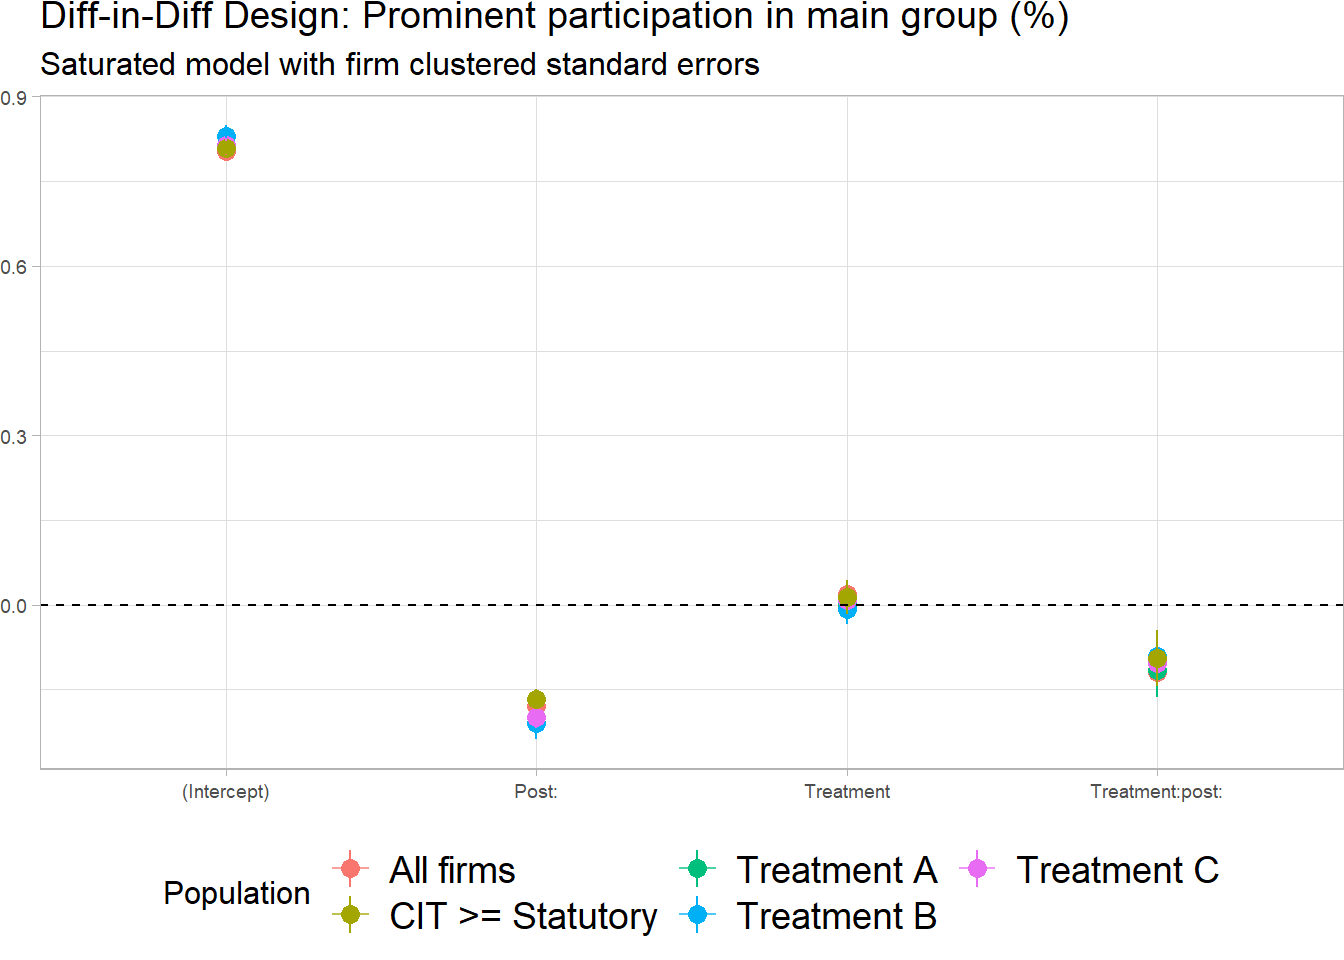 Diff-in-Diff Design: Prominent participation in main group (%)
Saturated model with firm clustered standard errors
0.9
0.6
0.3
0.0
(Intercept) Post: Treatment Treatment:post:
Population
All firms Treatment A Treatment C
CIT >= Statutory Treatment B